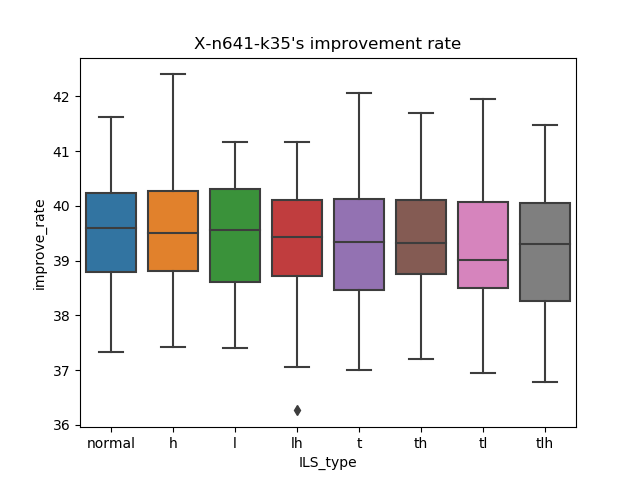 X-n641-k35's improvement rate
improve_rate
42
41
40
39
38
37
36
normal h l lh t th tl tlh
ILS_type